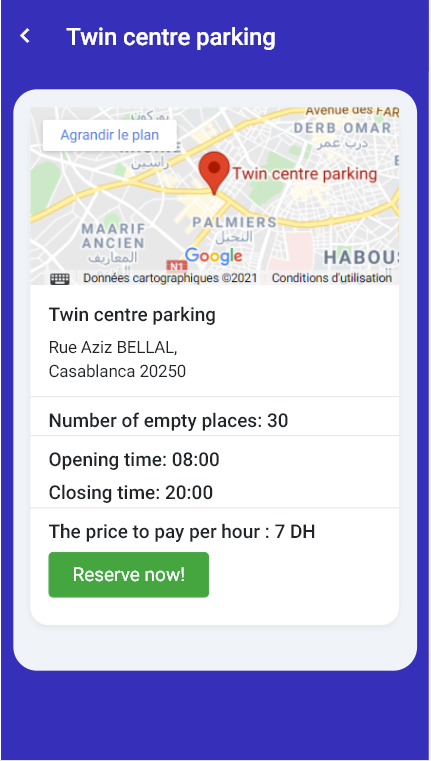 Twin centre parking
Avenue des FAR
بوركون
Agrandir le plan
DERB OMAR
درب عمر
راسين
Twin centre parking
PALMIERS
النخيل
MAARIF
ANCIEN
المعاريف
القديم
Google
HABOUS
N1
Données cartographiques ©2021
Conditions d'utilisation
Twin centre parking
Rue Aziz BELLAL,
Casablanca 20250
Number of empty places: 30
Opening time: 08:00
Closing time: 20:00
The price to pay per hour : 7 DH
Reserve now!